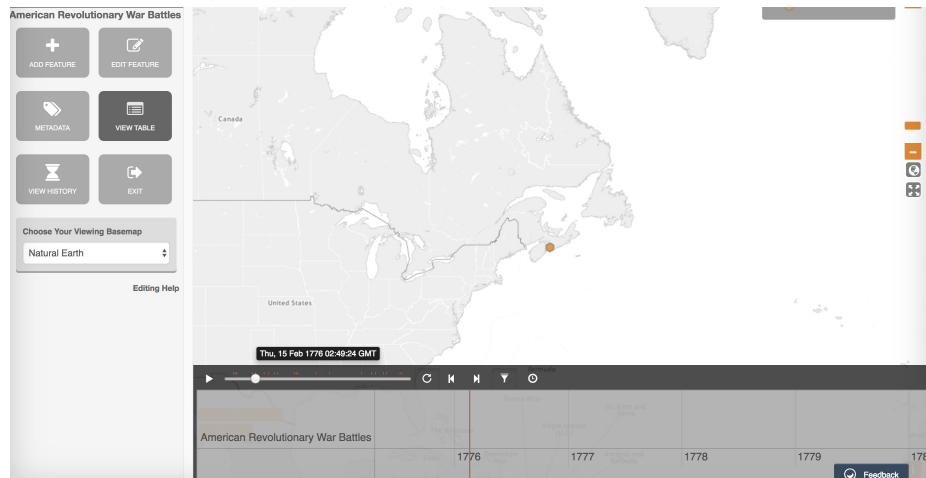 American Revolutionary War Battles
ADD FEATURE
EDIT FEATURE
METADATA
VIEW TABLE
VIEW HISTORY
EXIT
Choose Your Viewing Basemap
Natural Earth
Editing Help
Canada
United States
Thu, 15 Feb 1776 02:49:24 GMT
Bermuda
American Revolutionary War Battles
1776
1777
1778
1779
178
Feedback